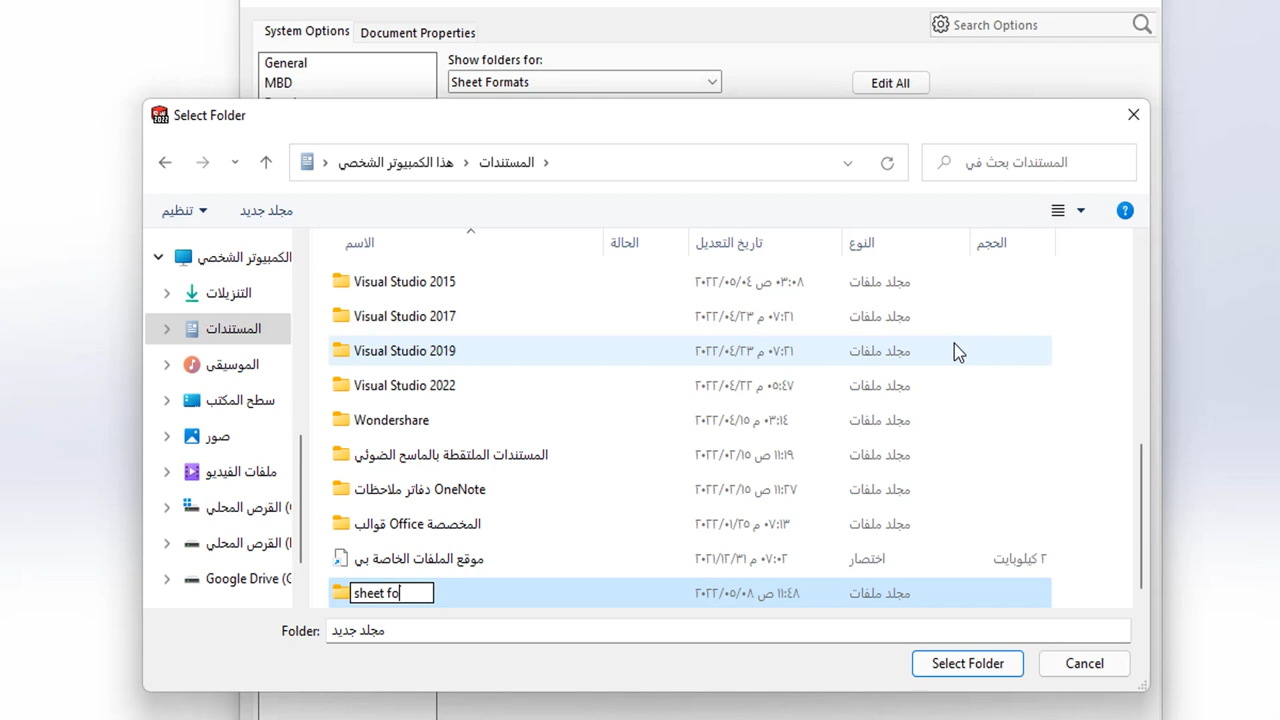 System Options
Document Properties
Search Options
General
MBD
Show folders for:
Sheet Formats
Edit All
Select Folder
هذا الكمبيوتر الشخصي
المستندات
المستندات بحث في
تنظيم
مجلد جديد
الاسم
الحالة
تاريخ التعديل
النوع
الحجم
الكمبيوتر الشخصي
التنزيلات
المستندات
الموسيقى
سطح المكتب
صور
ملفات الفيديو
القرص المحلي (
القرص المحلي (
Google Drive (G
Visual Studio 2015 ٠٣:٠٨ ص ٢٠٢٢/٠٥/٠٤ مجلد ملفات
Visual Studio 2017 ٠٧:٢١ م ٢٠٢٢/٠٤/٢٣ مجلد ملفات
Visual Studio 2019 ٠٧:٢١ م ٢٠٢٢/٠٤/٢٣ مجلد ملفات
Visual Studio 2022 ٠٥:٤٧ م ٢٠٢٢/٠٤/٢٢ مجلد ملفات
Wondershare ٠٣:١٤ م ٢٠٢٢/٠٤/١٥ مجلد ملفات
المستندات الملتقطة بالماسح الضوئي ١١:١٩ ص ٢٠٢٢/٠٢/١٥ مجلد ملفات
دفاتر ملاحظات OneNote ١١:٢٧ ص ٢٠٢٢/٠٢/١٥ مجلد ملفات
قوالب Office المخصصة ٠٧:١٣ م ٢٠٢٢/٠١/٢٥ مجلد ملفات
موقع الملفات الخاصة بي ٠٧:٠٢ م ٢٠٢١/١٢/٣١ اختصار ٢ كيلوبايت
sheet fo ١١:٤٨ ص ٢٠٢٢/٠٥/٠٨ مجلد ملفات
Folder: مجلد جديد
Select Folder
Cancel